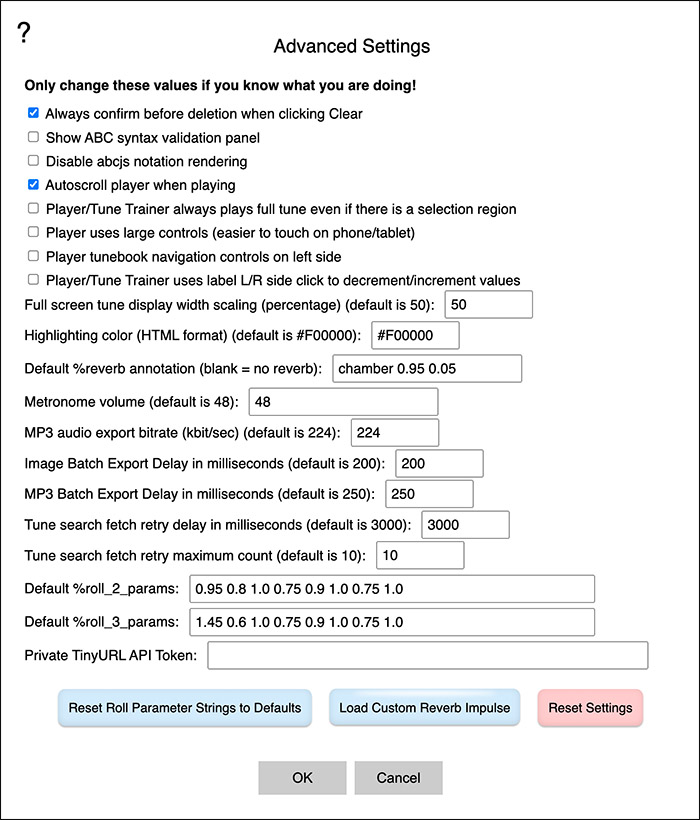 ?
Advanced Settings
Only change these values if you know what you are doing!
Always confirm before deletion when clicking Clear
Show ABC syntax validation panel
Disable abcjs notation rendering
Autoscroll player when playing
Player/Tune Trainer always plays full tune even if there is a selection region
Player uses large controls (easier to touch on phone/tablet)
Player tunebook navigation controls on left side
Player/Tune Trainer uses label L/R side click to decrement/increment values
Full screen tune display width scaling (percentage) (default is 50): 50
Highlighting color (HTML format) (default is #F00000): #F00000
Default %reverb annotation (blank = no reverb): chamber 0.95 0.05
Metronome volume (default is 48): 48
MP3 audio export bitrate (kbit/sec) (default is 224): 224
Image Batch Export Delay in milliseconds (default is 200): 200
MP3 Batch Export Delay in milliseconds (default is 250): 250
Tune search fetch retry delay in milliseconds (default is 3000): 3000
Tune search fetch retry maximum count (default is 10): 10
Default %roll_2_params: 0.95 0.8 1.0 0.75 0.9 1.0 0.75 1.0
Default %roll_3_params: 1.45 0.6 1.0 0.75 0.9 1.0 0.75 1.0
Private TinyURL API Token:
Reset Roll Parameter Strings to Defaults Load Custom Reverb Impulse Reset Settings
OK Cancel